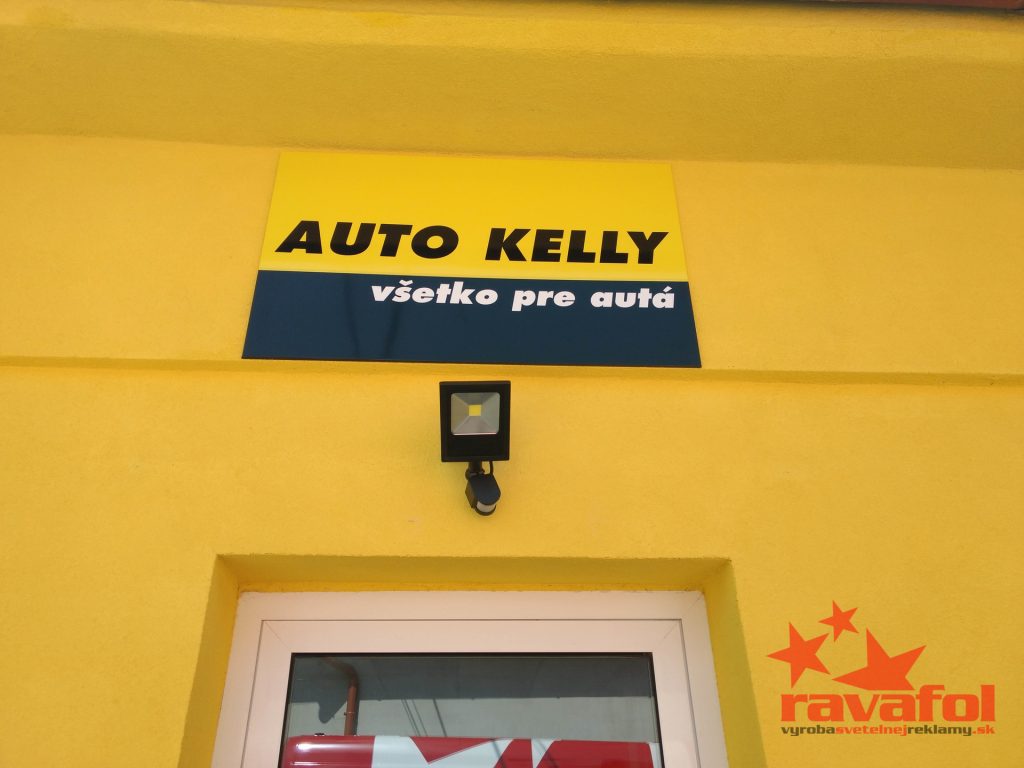 AUTO KELLY
všetko pre autá
ravafol
vyrobasvetelnejreklamy.sk